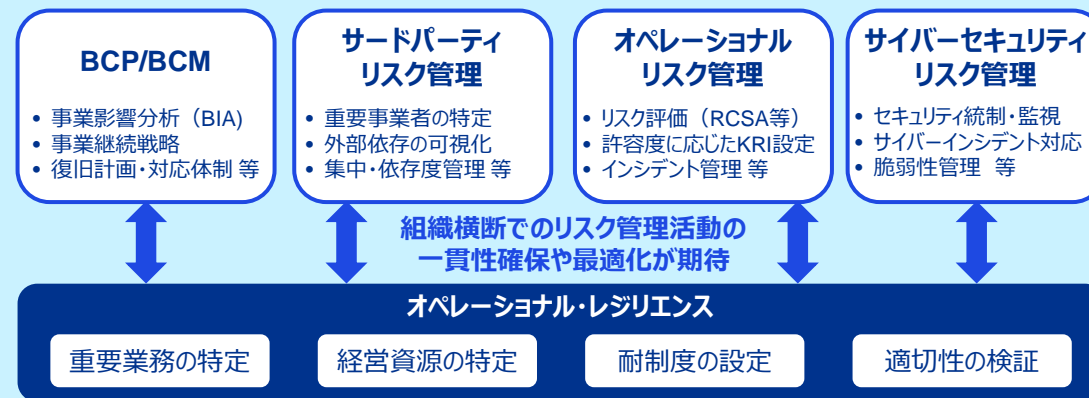 BCP/BCM
• 事業影響分析（BIA)
• 事業継続戦略
• 復旧計画・対応体制 等
サードパーティ
リスク管理
• 重要事業者の特定
• 外部依存の可視化
• 集中・依存度管理 等
オペレーショナル
リスク管理
• リスク評価（RCSA等）
• 許容度に応じたKRI設定
• インシデント管理 等
サイバーセキュリティ
リスク管理
• セキュリティ統制・監視
• サイバーインシデント対応
• 脆弱性管理 等
組織横断でのリスク管理活動の
一貫性確保や最適化が期待
オペレーショナル・レジリエンス
重要業務の特定
経営資源の特定
耐制度の設定
適切性の検証